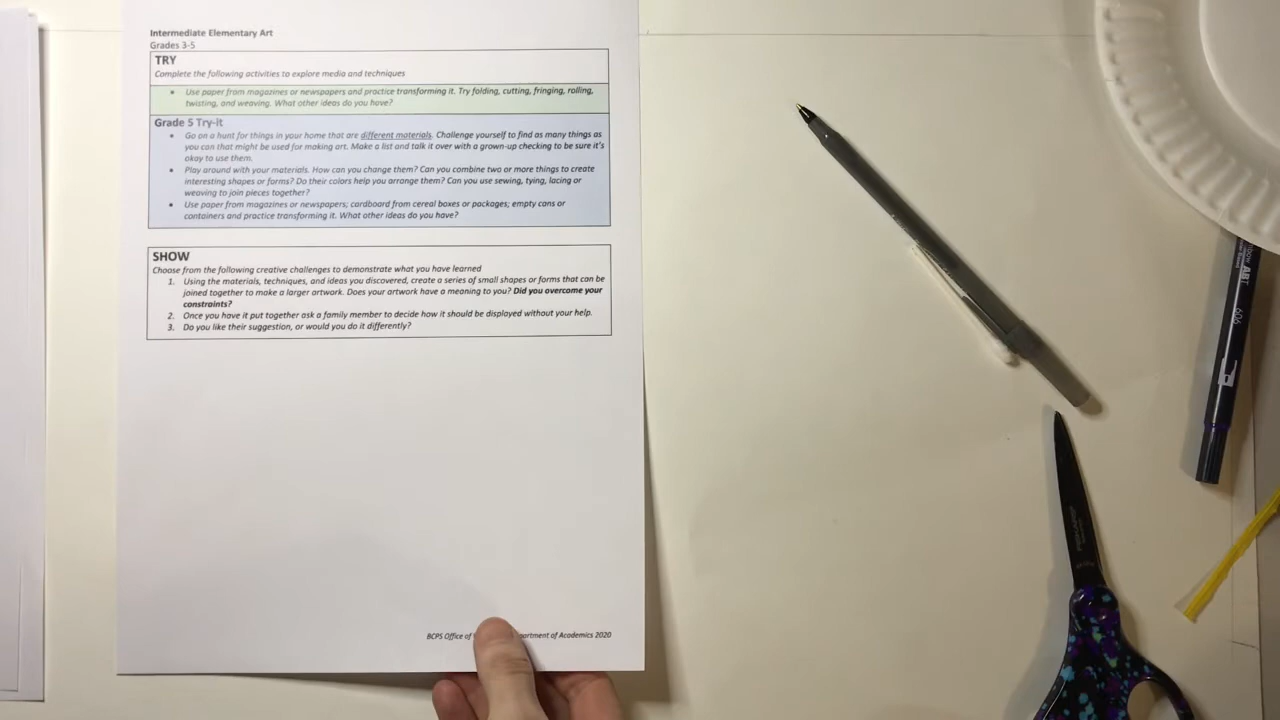 Intermediate Elementary Art
Grades 3-5
TRY
Complete the following activities to explore media and techniques
• Use paper from magazines or newspapers and practice transforming it. Try folding, cutting, fringing, rolling,
twisting, and weaving. What other ideas do you have?
Grade 5 Try-it
• Go on a hunt for things in your home that are different materials. Challenge yourself to find as many things as
you can that might be used for making art. Make a list and talk it over with a grown-up checking to be sure it's
okay to use them.
• Play around with your materials. How can you change them? Can you combine two or more things to create
interesting shapes or forms? Do their colors help you arrange them? Can you use sewing, tying, lacing or
weaving to join pieces together?
• Use paper from magazines or newspapers; cardboard from cereal boxes or packages; empty cans or
containers and practice transforming it. What other ideas do you have?
SHOW
Choose from the following creative challenges to demonstrate what you have learned
1. Using the materials, techniques, and ideas you discovered, create a series of small shapes or forms that can be
joined together to make a larger artwork. Does your artwork have a meaning to you? Did you overcome your
constraints?
2. Once you have it put together ask a family member to decide how it should be displayed without your help.
3. Do you like their suggestion, or would you do it differently?
BCPS Office of of Academics 2020
ABT
606
FISKARS